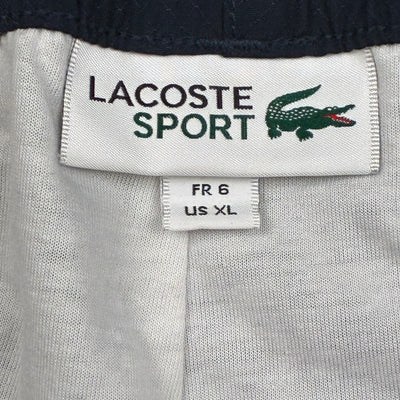 LACOSTE
SPORT
FR 6
US XL